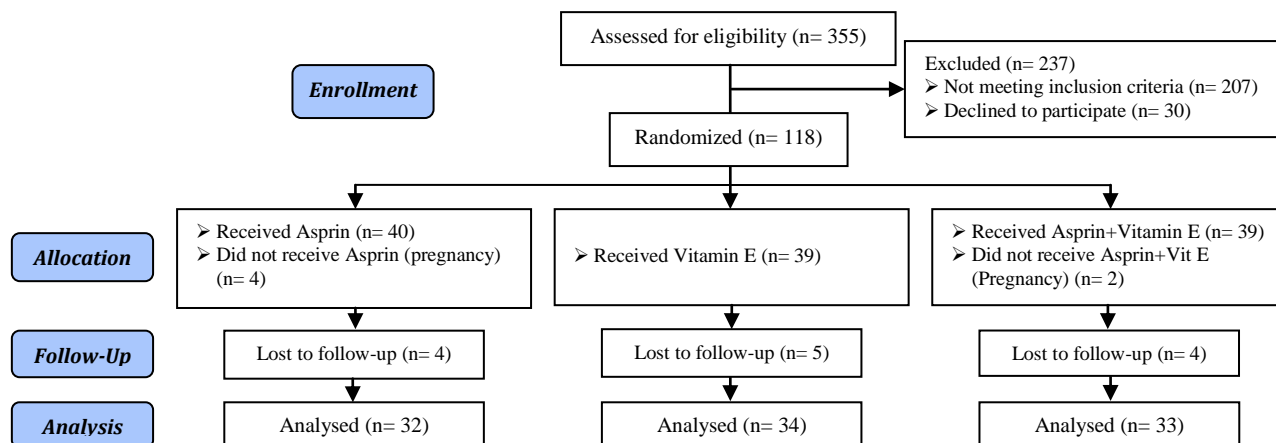 Assessed for eligibility (n= 355)
Enrollment
Excluded (n= 237)
➢ Not meeting inclusion criteria (n= 207)
➢ Declined to participate (n= 30)
Randomized (n= 118)
Allocation
➢ Received Asprin (n= 40)
➢ Did not receive Asprin (pregnancy)
(n= 4)
➢ Received Vitamin E (n= 39)
➢ Received Asprin+Vitamin E (n= 39)
➢ Did not receive Asprin+Vit E
(Pregnancy) (n= 2)
Follow-Up
Lost to follow-up (n= 4)
Lost to follow-up (n= 5)
Lost to follow-up (n= 4)
Analysis
Analysed (n= 32)
Analysed (n= 34)
Analysed (n= 33)